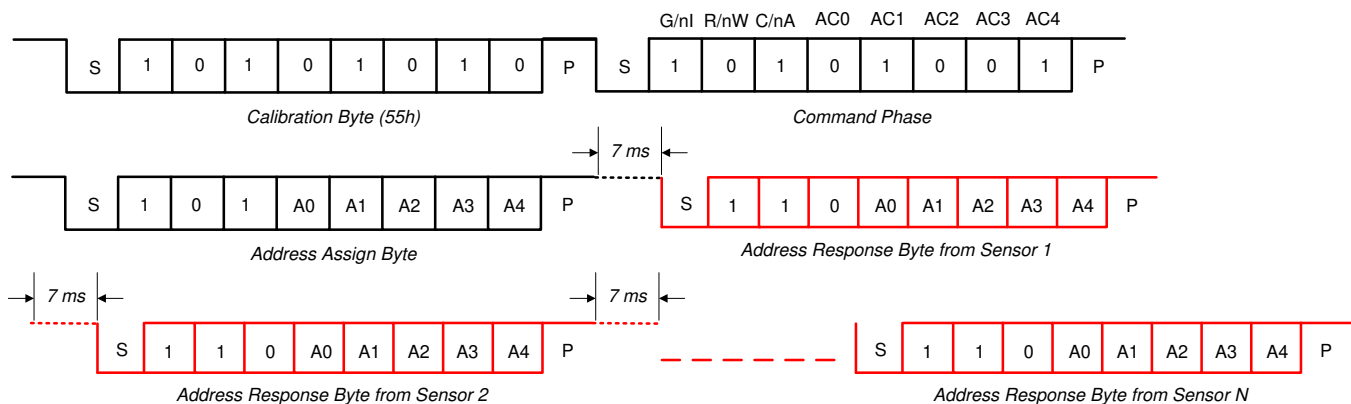 G/nI R/nW C/nA AC0 AC1 AC2 AC3 AC4
S 1 0 1 0 1 0 1 0 P S 1 0 1 0 1 0 0 1 P
Calibration Byte (55h) Command Phase
7 ms
S 1 0 1 A0 A1 A2 A3 A4 P S 1 1 0 A0 A1 A2 A3 A4 P
Address Assign Byte Address Response Byte from Sensor 1
7 ms 7 ms
S 1 1 0 A0 A1 A2 A3 A4 P S 1 1 0 A0 A1 A2 A3 A4 P
Address Response Byte from Sensor 2 Address Response Byte from Sensor N